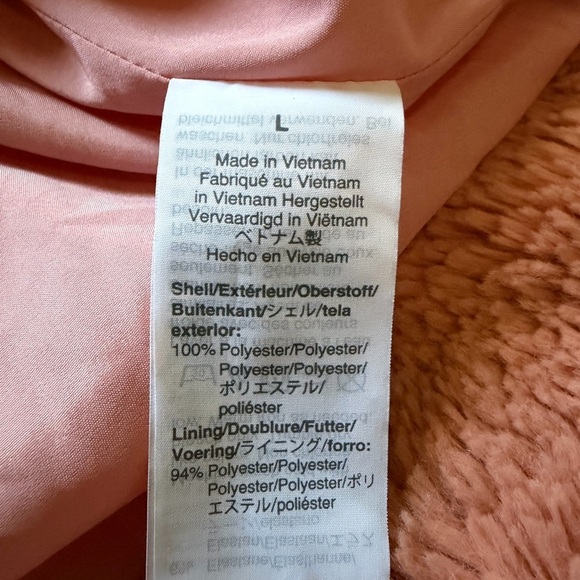 L
Made in Vietnam
Fabriqué au Vietnam
in Vietnam Hergestellt
Vervaardigd in Viëtnam
ベトナム製
Hecho en Vietnam
Shell/Extérieur/Oberstoff/
Buitenkant/シェル/tela
exterior:
100% Polyester/Polyester/
Polyester/Polyester/
ポリエステル/
poliéster
Lining/Doublure/Futter/
Voering/ライニング/forro:
94% Polyester/Polyester/
Polyester/Polyester/ポリ
エステル/poliéster